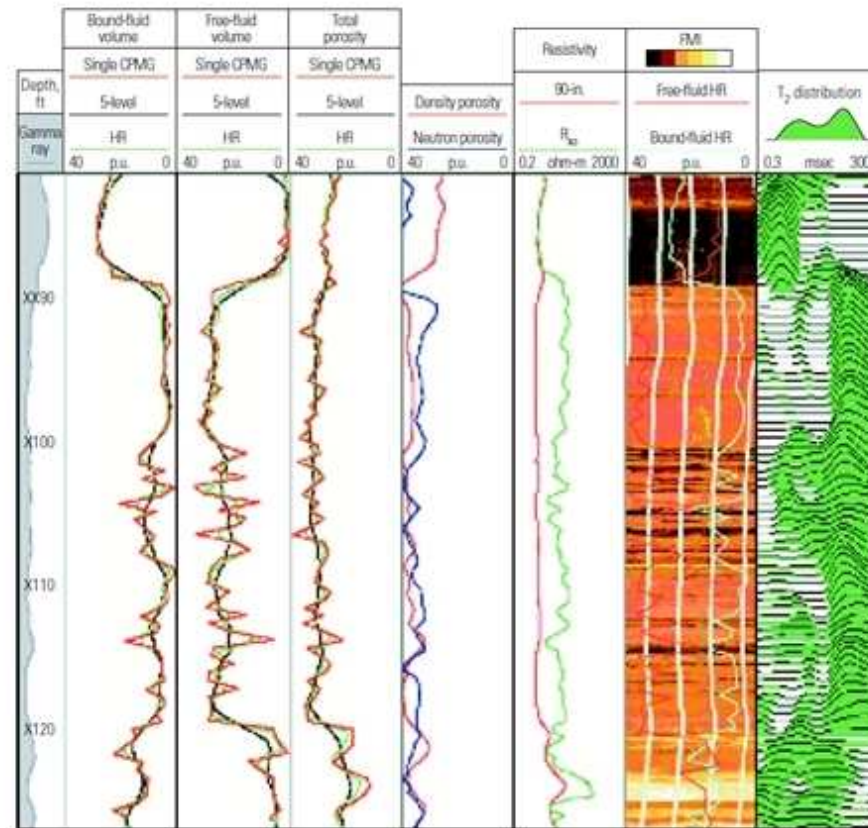 Bound-fluid
volume
Free-fluid
volume
Total
porosity
Single CPMG
Single CPMG
Single CPMG
5-level
5-level
5-level
HR
HR
HR
40 p.u. 0
40 p.u. 0
40 p.u. 0
Depth,
ft
Gamma
ray
Density porosity
Neutron porosity
40 p.u. 0
Resistivity
90-in.
Rxo
0.2 ohm-m 2000
FMI
Free-fluid HR
Bound-fluid HR
40 p.u. 0
T2 distribution
0.3 msec 300
XX90
X100
X110
X120